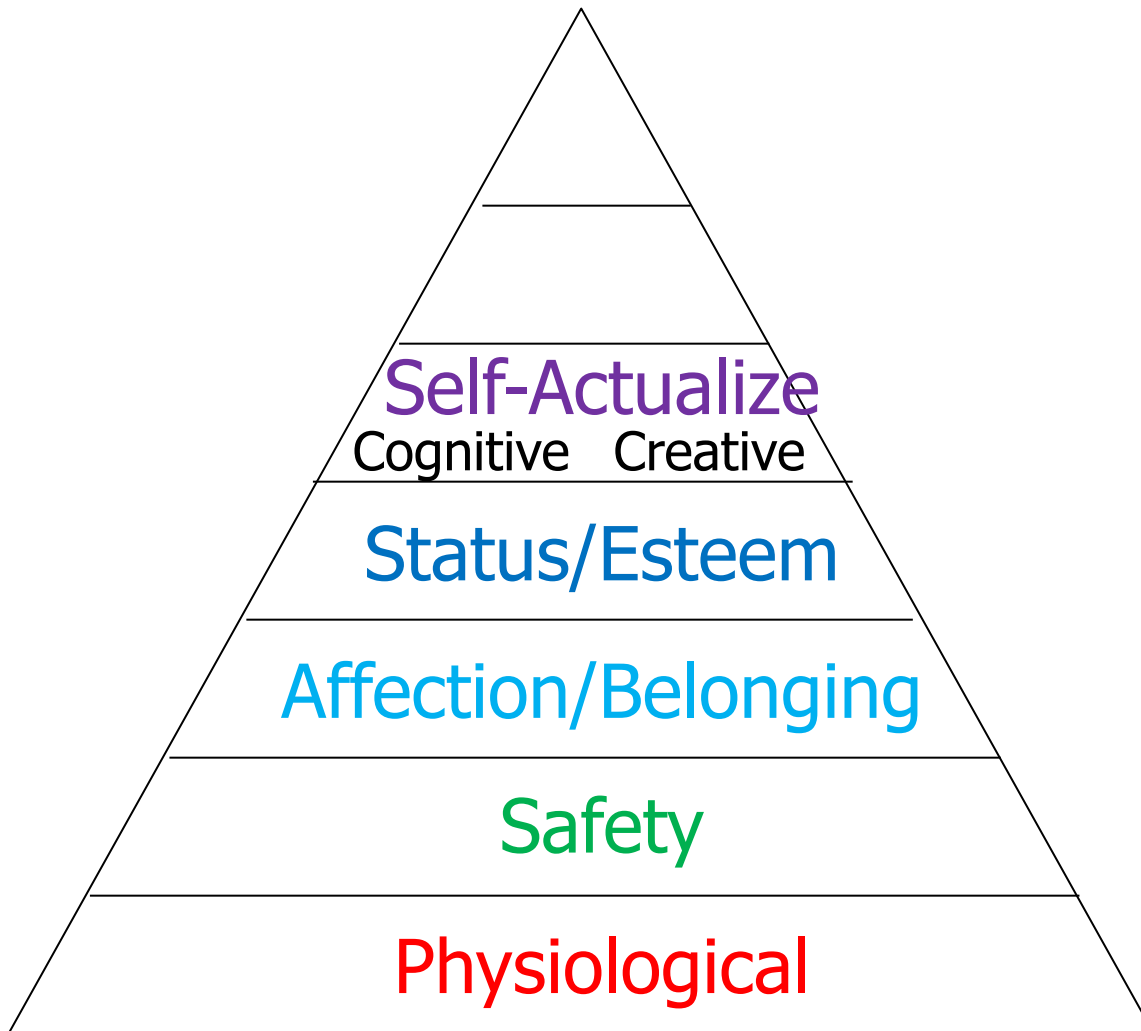 Self-Actualize
Cognitive Creative
Status/Esteem
Affection/Belonging
Safety
Physiological